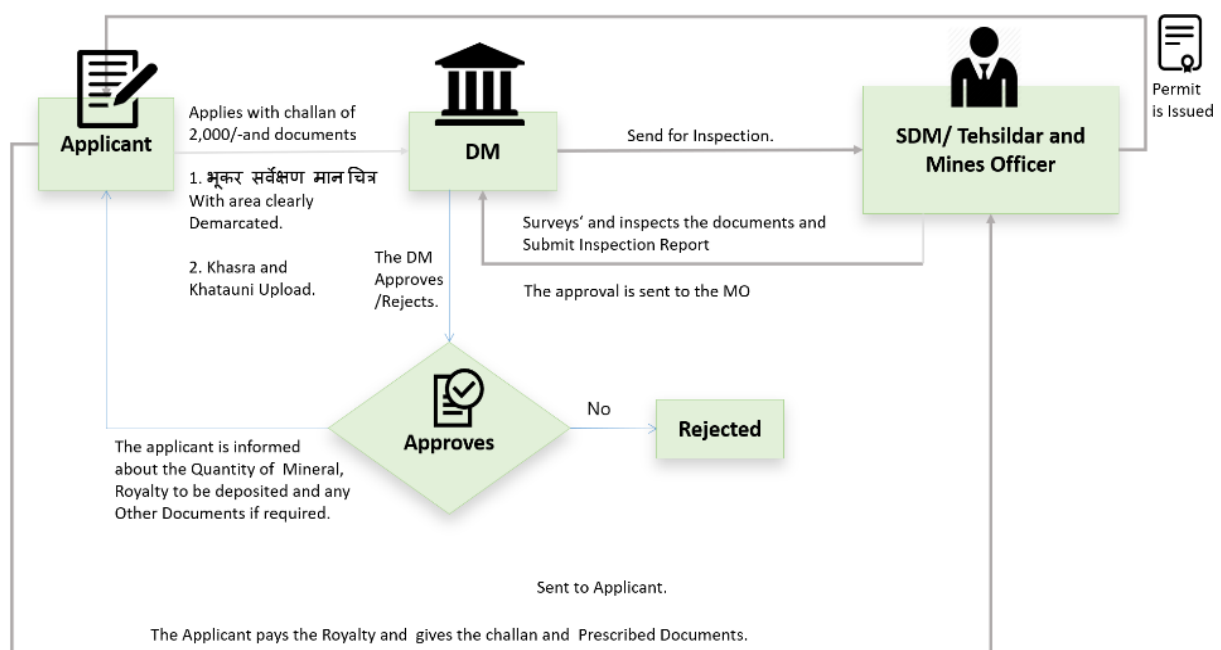 Permit
is Issued
Applicant
Applies with challan of
2,000/-and documents
1. भूकर सर्वेक्षण मान चित्र
With area clearly
Demarcated.
2. Khasra and
Khatauni Upload.
DM
Send for Inspection.
SDM/ Tehsildar and
Mines Officer
Surveys‘ and inspects the documents and
Submit Inspection Report
The approval is sent to the MO
The DM
Approves
/Rejects.
Approves
No
Rejected
The applicant is informed
about the Quantity of Mineral,
Royalty to be deposited and any
Other Documents if required.
Sent to Applicant.
The Applicant pays the Royalty and gives the challan and Prescribed Documents.